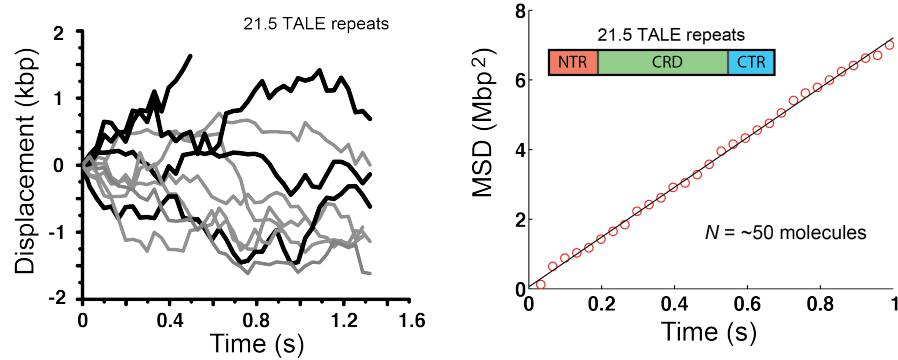 21.5 TALE repeats
Displacement (kbp)
2
1
0
-1
-2
0
0.4
0.8
1.2
1.6
Time (s)
21.5 TALE repeats
NTR
CRD
CTR
MSD (Mbp²)
8
6
4
2
0
N = ~50 molecules
0
0.2
0.4
0.6
0.8
1
Time (s)